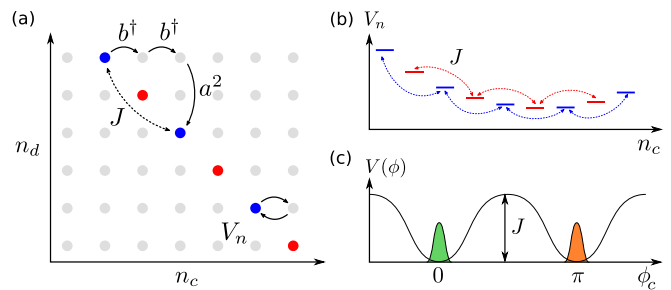 (a)
b† b†
a²
J
n_d
V_n
n_c
(b) V_n
J
n_c
(c) V(ϕ)
J
0 π ϕ_c